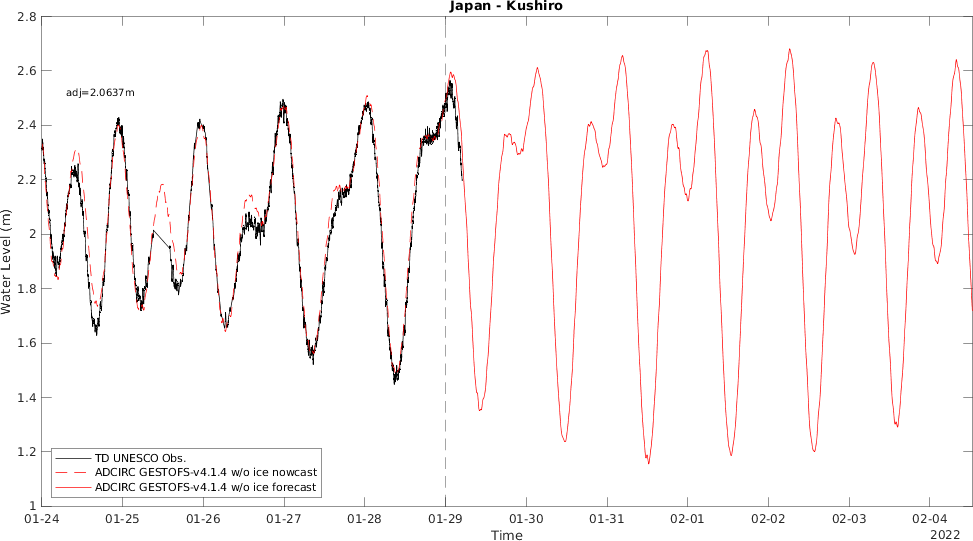 Japan - Kushiro
2.8
2.6
2.4
2.2
2
1.8
1.6
1.4
1.2
1
Water Level (m)
adj=2.0637m
TD UNESCO Obs.
ADCIRC GESTOFS-v4.1.4 w/o ice nowcast
ADCIRC GESTOFS-v4.1.4 w/o ice forecast
01-24 01-25 01-26 01-27 01-28 01-29 01-30 01-31 02-01 02-02 02-03 02-04
2022
Time